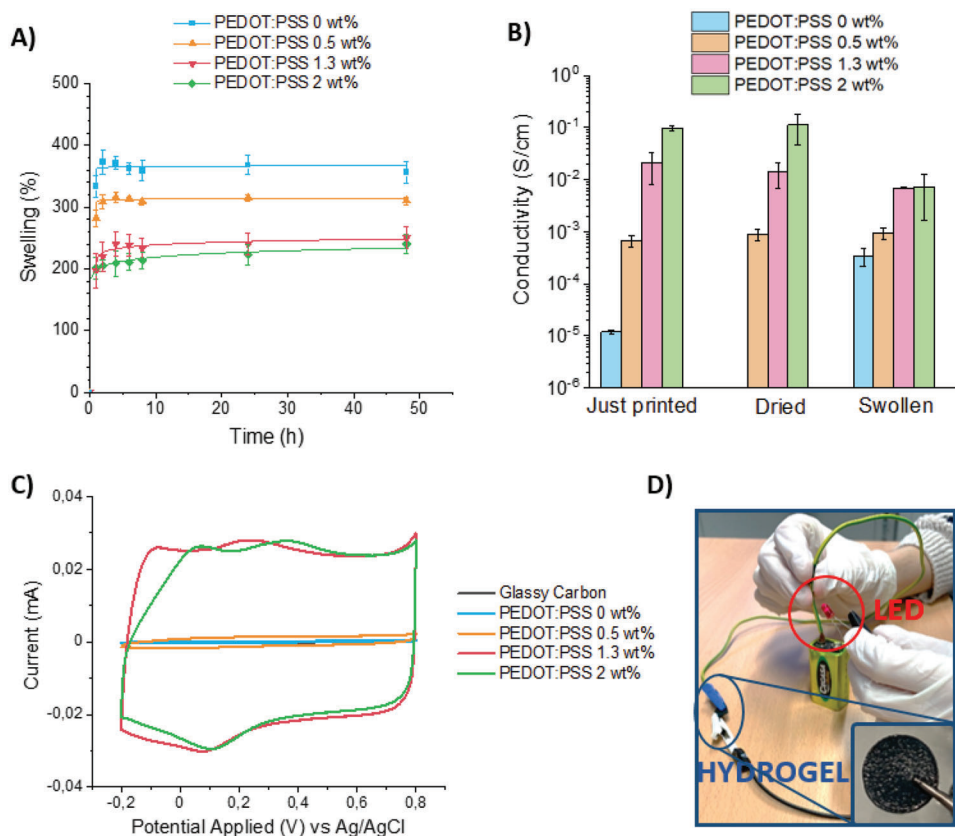 A)
PEDOT:PSS 0 wt%
PEDOT:PSS 0.5 wt%
PEDOT:PSS 1.3 wt%
PEDOT:PSS 2 wt%
500
400
300
200
100
0
Swelling (%)
0 10 20 30 40 50
Time (h)
B)
PEDOT:PSS 0 wt%
PEDOT:PSS 0.5 wt%
PEDOT:PSS 1.3 wt%
PEDOT:PSS 2 wt%
10⁰
10⁻¹
10⁻²
10⁻³
10⁻⁴
10⁻⁵
10⁻⁶
Conductivity (S/cm)
Just printed Dried Swollen
C)
0,04
0,02
0
-0,02
-0,04
Current (mA)
-0,2 0 0,2 0,4 0,6 0,8
Potential Applied (V) vs Ag/AgCl
Glassy Carbon
PEDOT:PSS 0 wt%
PEDOT:PSS 0.5 wt%
PEDOT:PSS 1.3 wt%
PEDOT:PSS 2 wt%
D)
LED
HYDROGEL